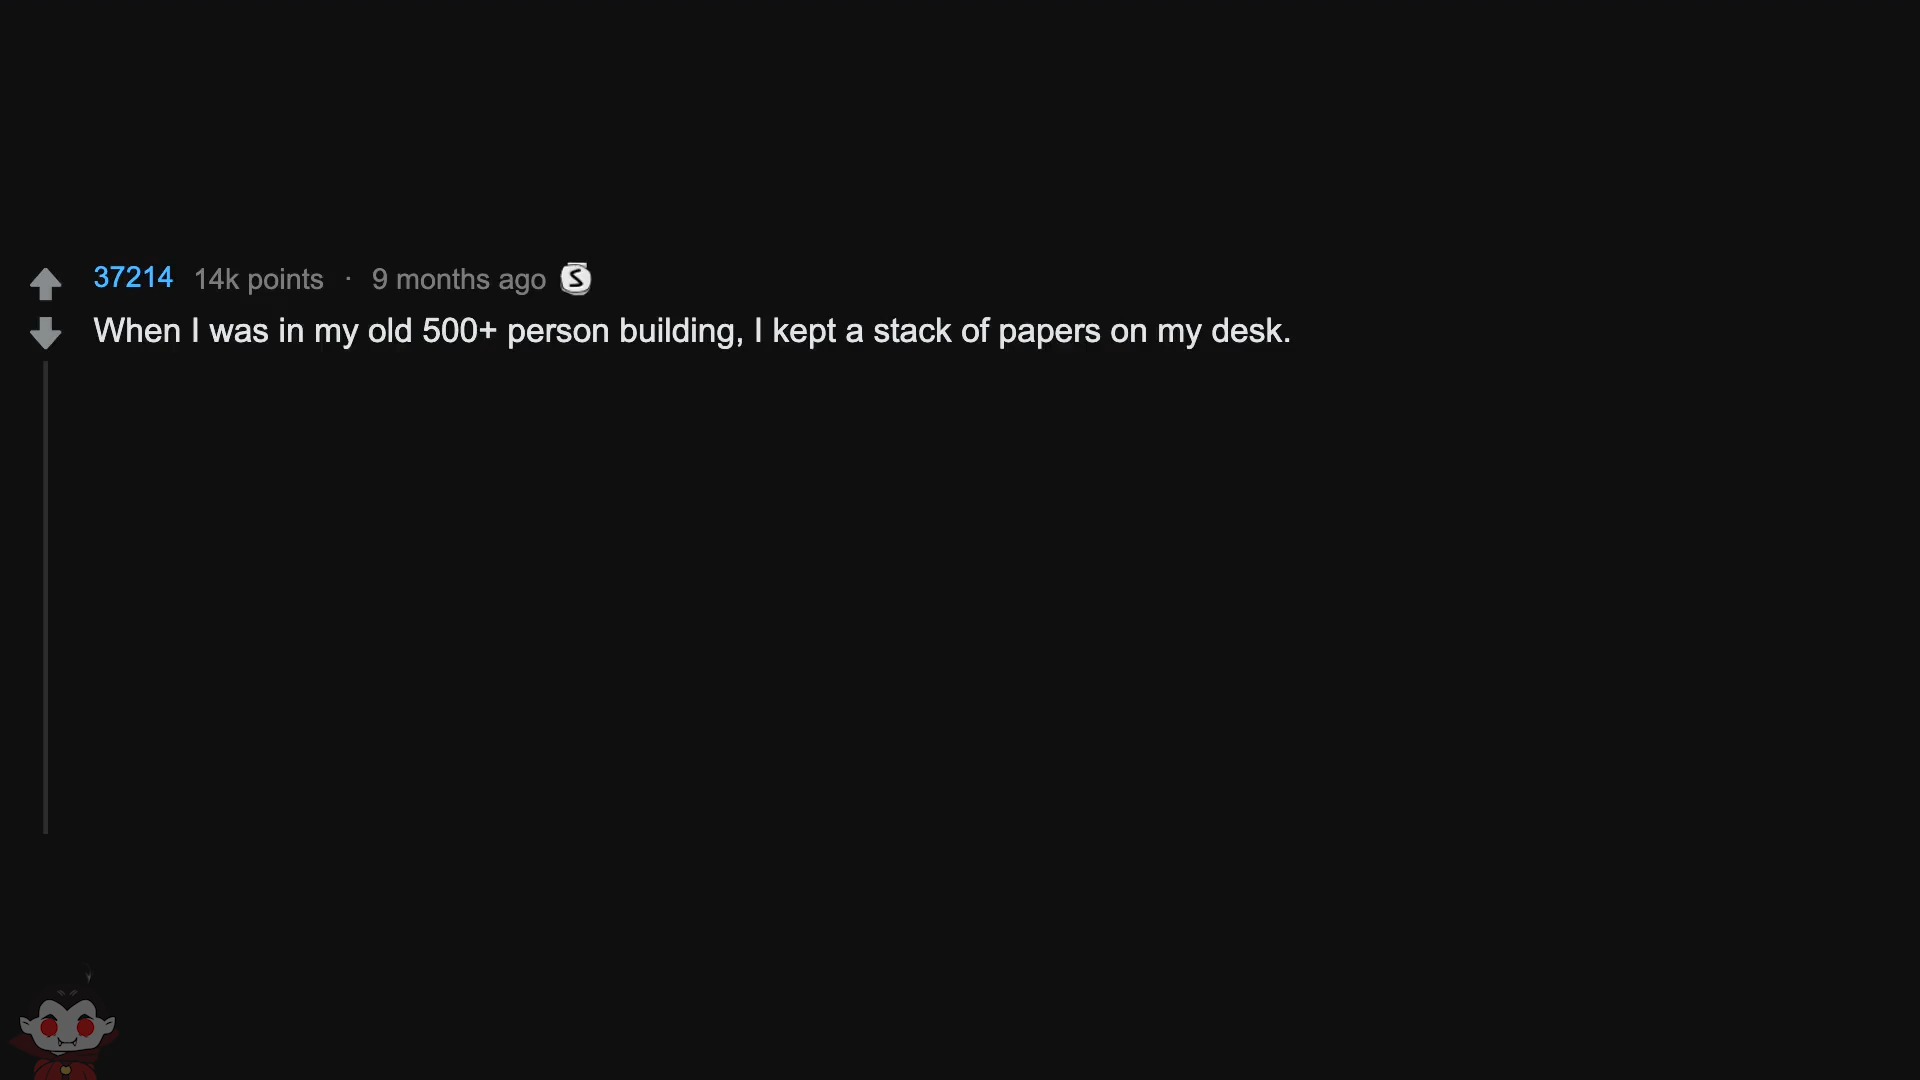 37214 14k points · 9 months ago S
When I was in my old 500+ person building, I kept a stack of papers on my desk.